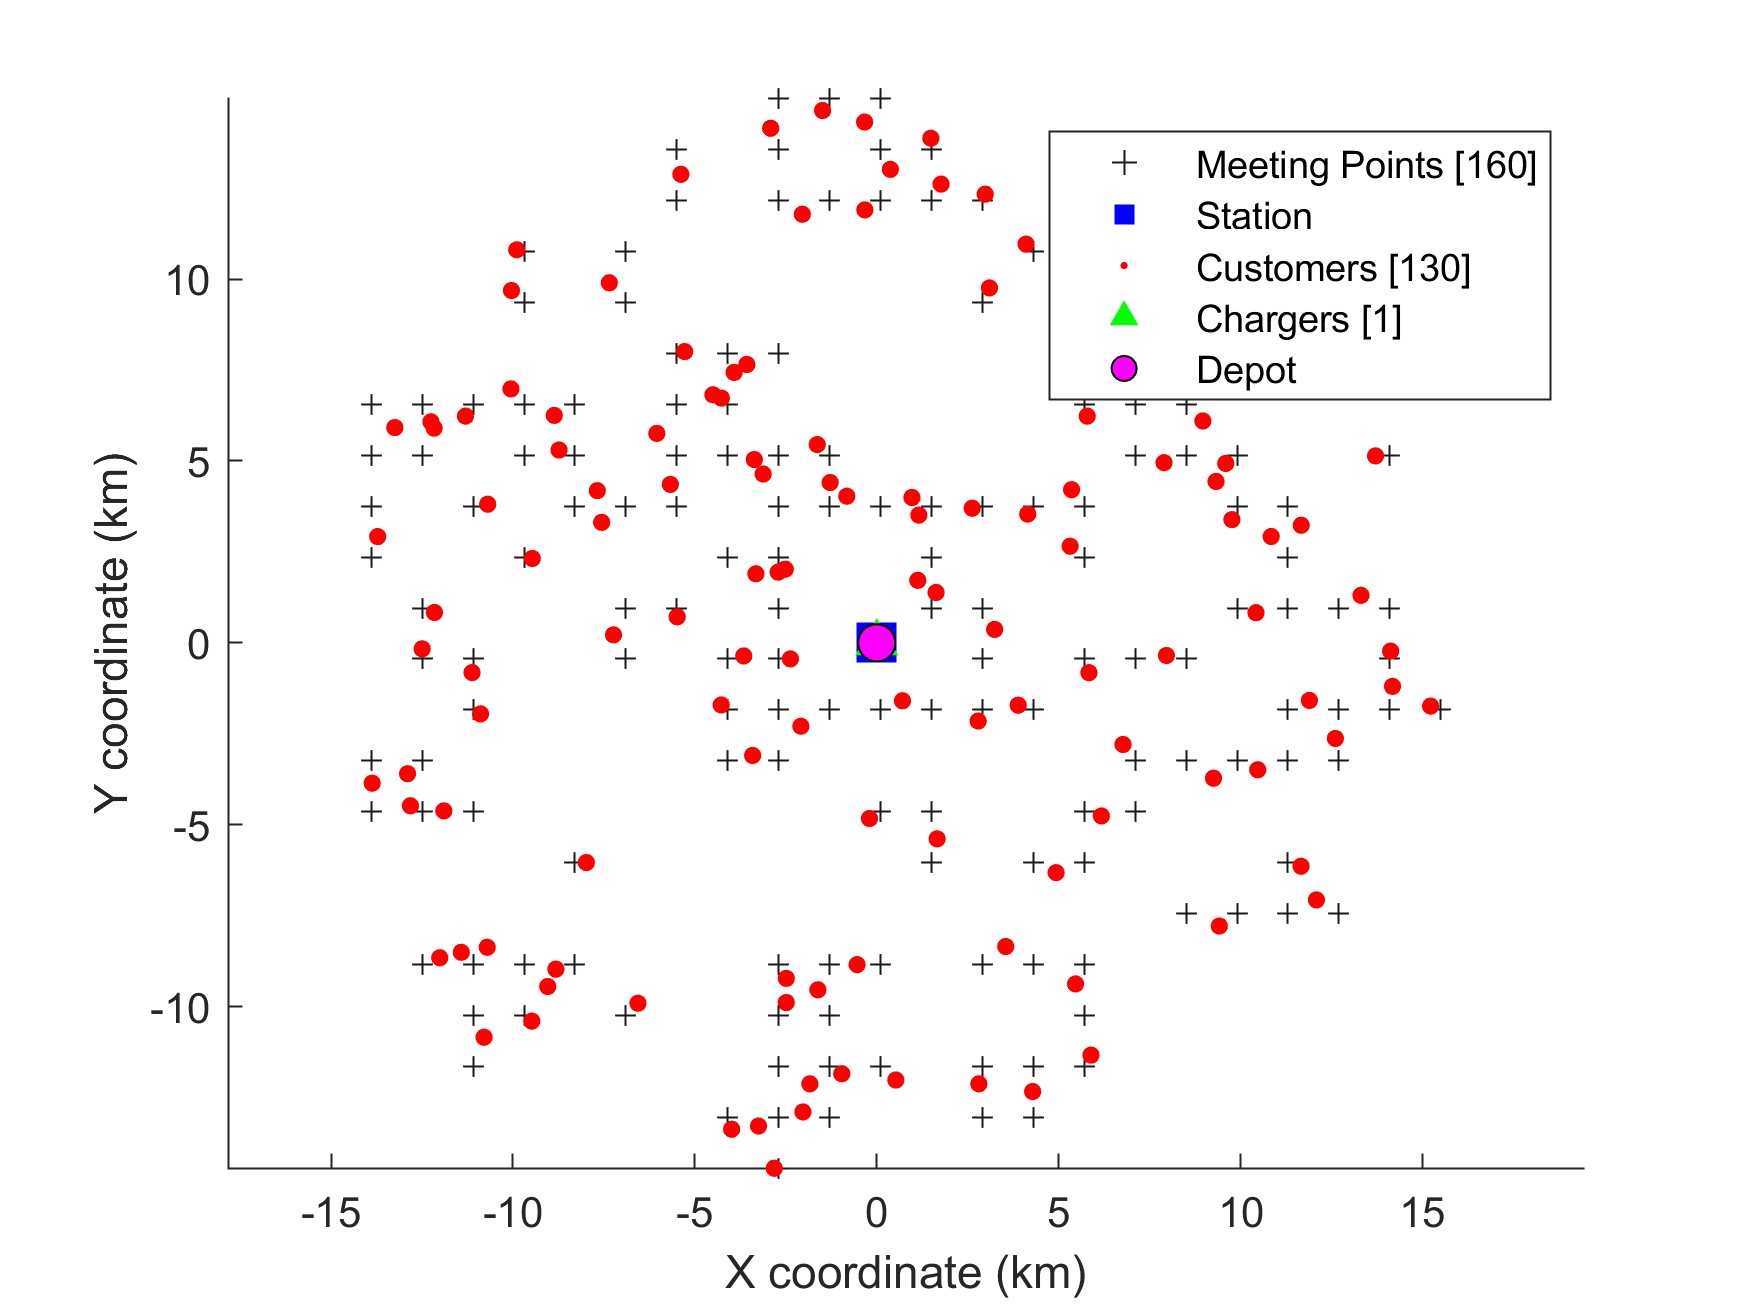 Meeting Points [160]
Station
Customers [130]
Chargers [1]
Depot
10
5
0
-5
-10
Y coordinate (km)
-15 -10 -5 0 5 10 15
X coordinate (km)